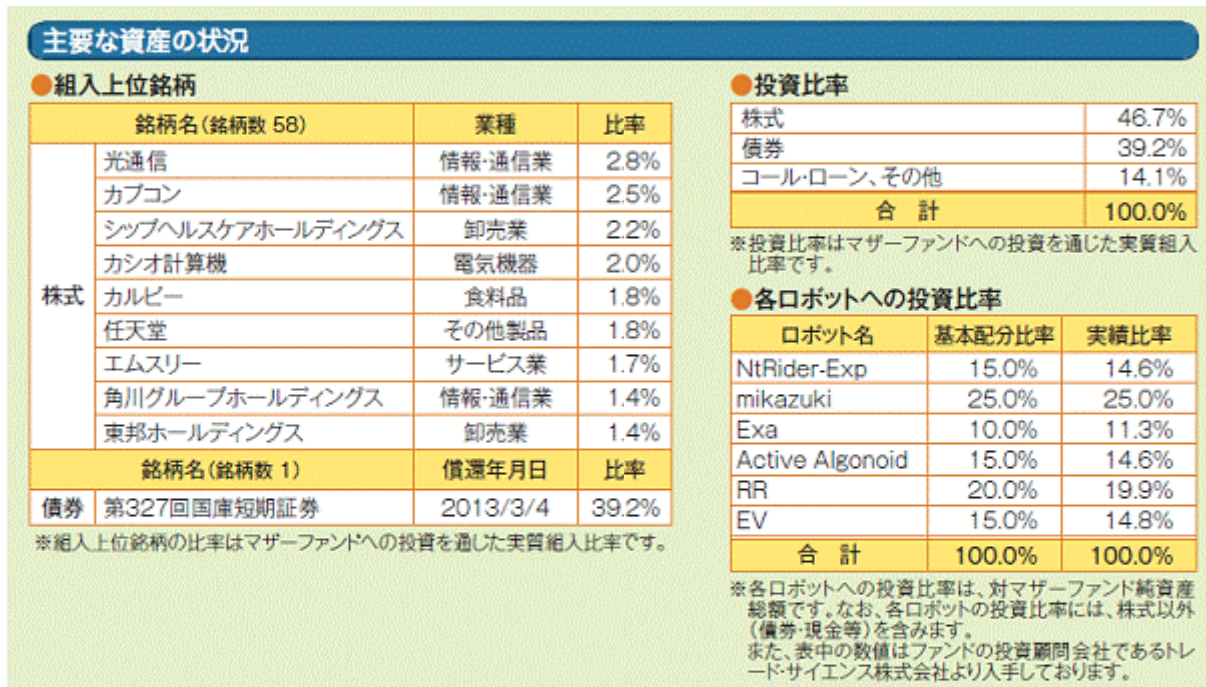 主要な資産の状況
●組入上位銘柄
銘柄名(銘柄数 58) 業種 比率
株式
光通信 情報・通信業 2.8%
カプコン 情報・通信業 2.5%
シップヘルスケアホールディングス 卸売業 2.2%
カシオ計算機 電気機器 2.0%
カルビー 食料品 1.8%
任天堂 その他製品 1.8%
エムスリー サービス業 1.7%
角川グループホールディングス 情報・通信業 1.4%
東邦ホールディングス 卸売業 1.4%
銘柄名(銘柄数 1) 償還年月日 比率
債券 第327回国庫短期証券 2013/3/4 39.2%
※組入上位銘柄の比率はマザーファンドへの投資を通じた実質組入比率です。
●投資比率
株式 46.7%
債券 39.2%
コール・ローン、その他 14.1%
合 計 100.0%
※投資比率はマザーファンドへの投資を通じた実質組入
比率です。
●各ロボットへの投資比率
ロボット名 基本配分比率 実績比率
NtRider-Exp 15.0% 14.6%
mikazuki 25.0% 25.0%
Exa 10.0% 11.3%
Active Algonoid 15.0% 14.6%
RR 20.0% 19.9%
EV 15.0% 14.8%
合 計 100.0% 100.0%
※各ロボットへの投資比率は、対マザーファンド純資産
総額です。なお、各ロボットの投資比率には、株式以外
(債券・現金等)を含みます。
また、表中の数値はファンドの投資顧問会社であるトレ
ード・サイエンス株式会社より入手しております。